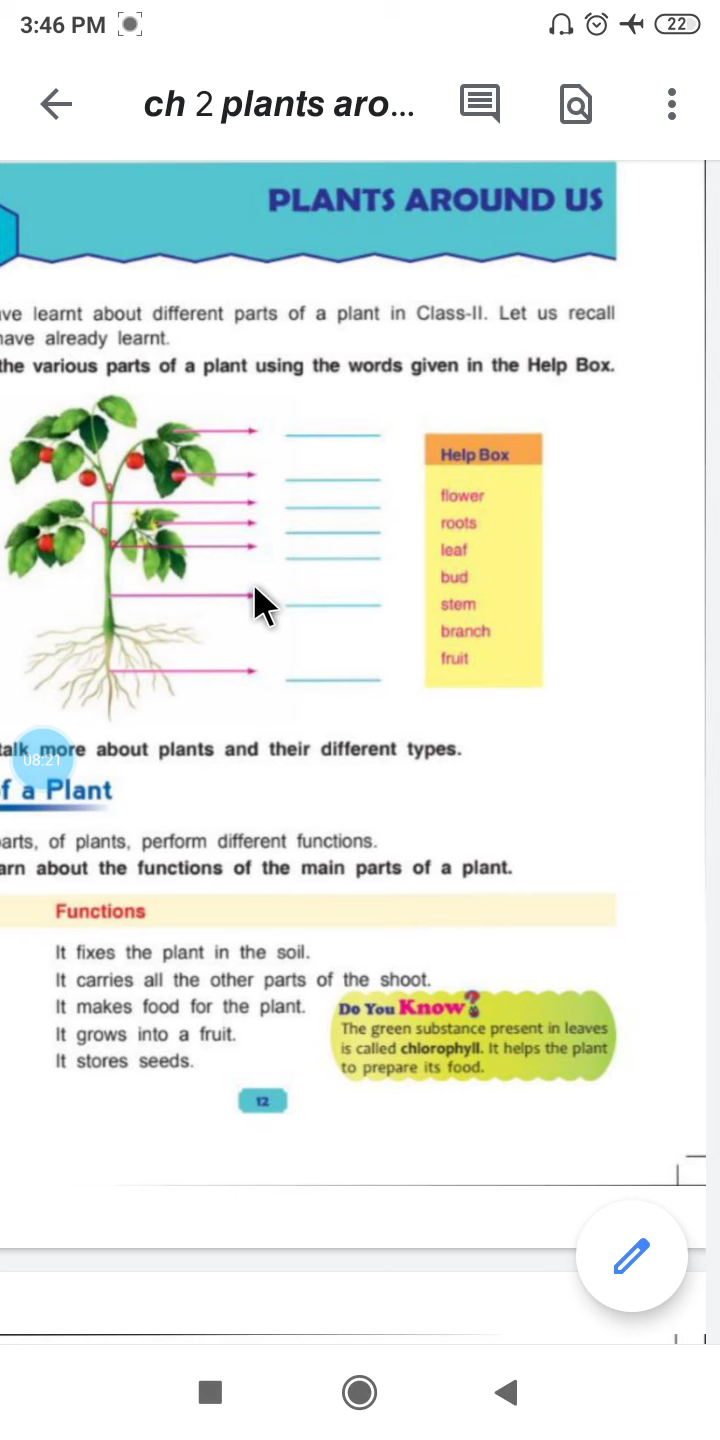 3:46 PM
22
ch 2 plants aro...
PLANTS AROUND US
ve learnt about different parts of a plant in Class-II. Let us recall
have already learnt.
the various parts of a plant using the words given in the Help Box.
Help Box
flower
roots
leaf
bud
stem
branch
fruit
talk more about plants and their different types.
08:21
f a Plant
arts, of plants, perform different functions.
arn about the functions of the main parts of a plant.
Functions
It fixes the plant in the soil.
It carries all the other parts of the shoot.
It makes food for the plant.
It grows into a fruit.
It stores seeds.
Do You Know?
The green substance present in leaves
is called chlorophyll. It helps the plant
to prepare its food.
12